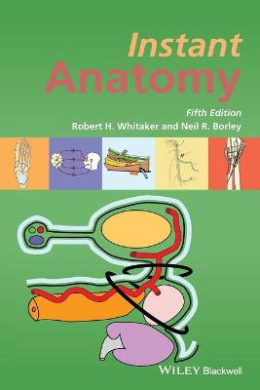 Instant
Anatomy
Fifth Edition
Robert H. Whitaker and Neil R. Borley
WILEY Blackwell